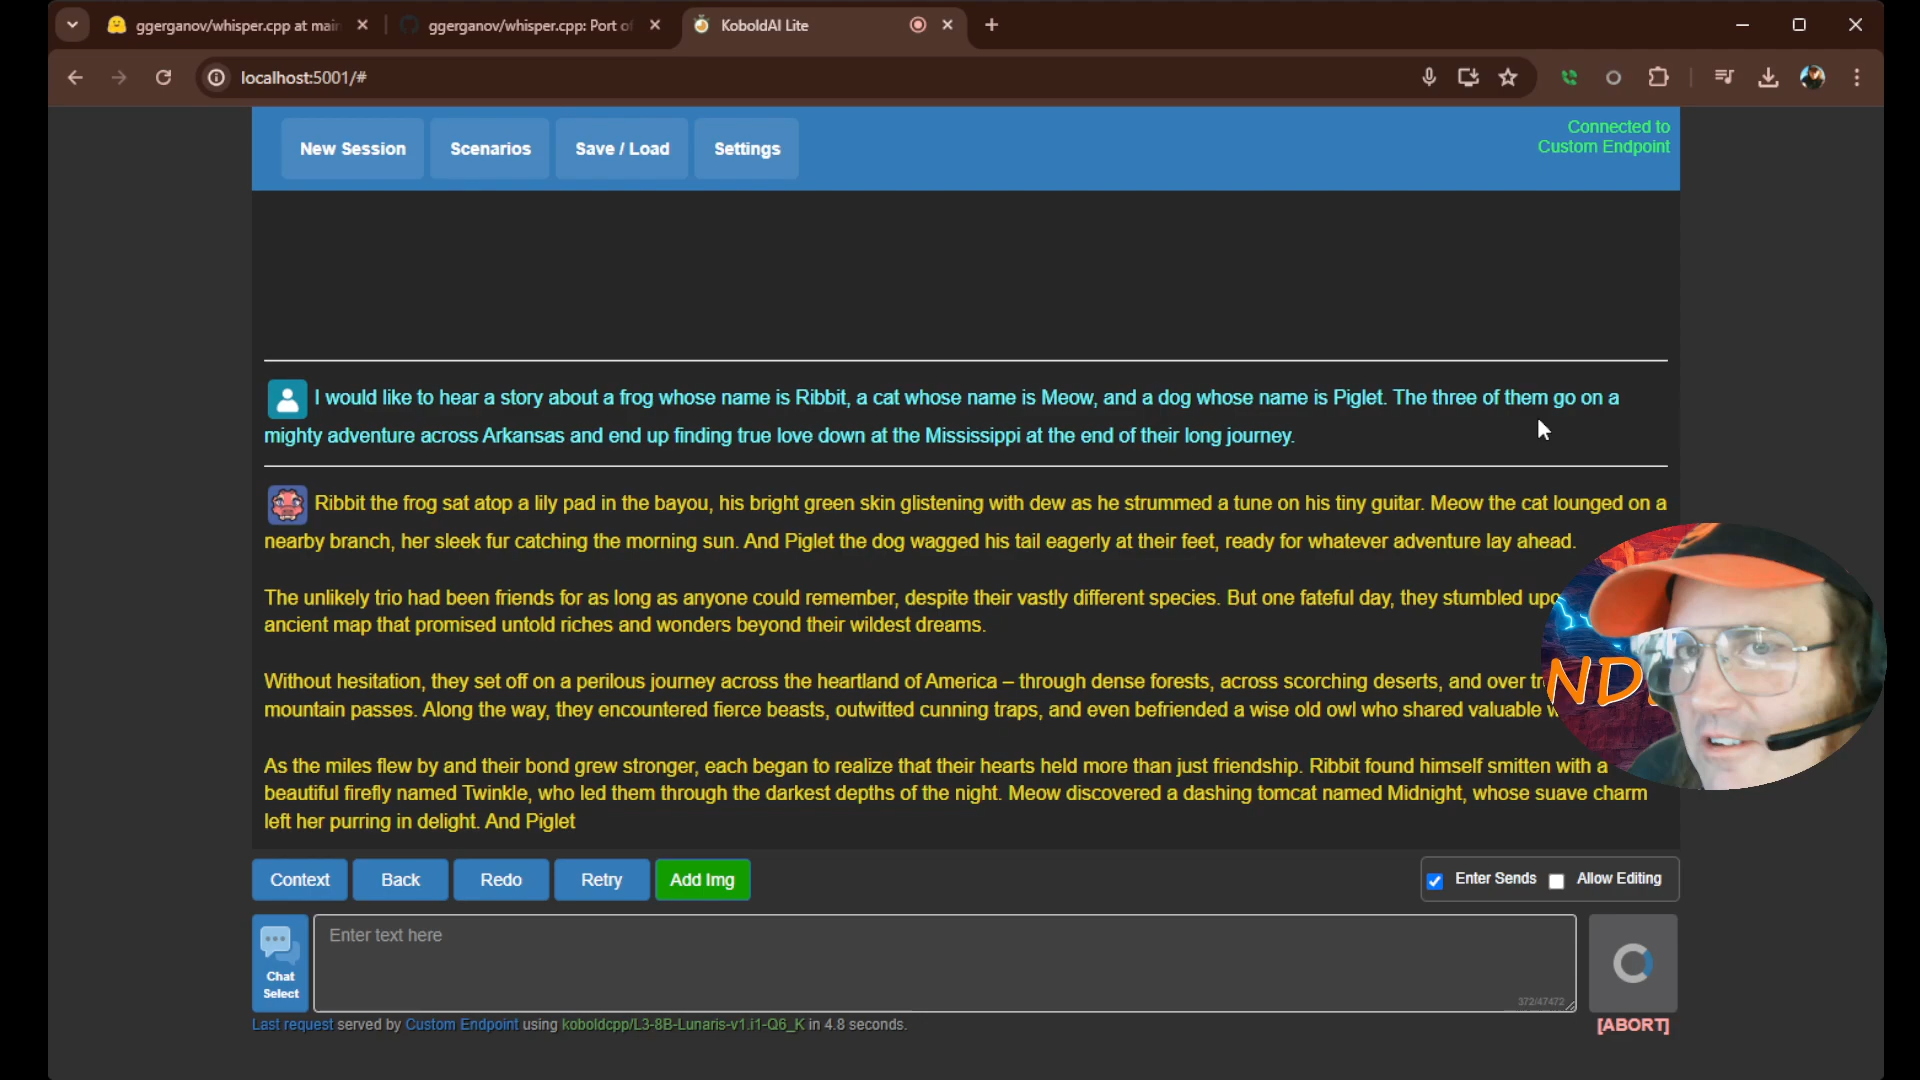 ggerganov/whisper.cpp at main
ggerganov/whisper.cpp: Port of
KoboldAI Lite
localhost:5001/#
New Session
Scenarios
Save / Load
Settings
Connected to
Custom Endpoint
I would like to hear a story about a frog whose name is Ribbit, a cat whose name is Meow, and a dog whose name is Piglet. The three of them go on a
mighty adventure across Arkansas and end up finding true love down at the Mississippi at the end of their long journey.
Ribbit the frog sat atop a lily pad in the bayou, his bright green skin glistening with dew as he strummed a tune on his tiny guitar. Meow the cat lounged on a
nearby branch, her sleek fur catching the morning sun. And Piglet the dog wagged his tail eagerly at their feet, ready for whatever adventure lay ahead.
The unlikely trio had been friends for as long as anyone could remember, despite their vastly different species. But one fateful day, they stumbled
ancient map that promised untold riches and wonders beyond their wildest dreams.
Without hesitation, they set off on a perilous journey across the heartland of America – through dense forests, across scorching deserts, and over
mountain passes. Along the way, they encountered fierce beasts, outwitted cunning traps, and even befriended a wise old owl who shared valuable
ND
As the miles flew by and their bond grew stronger, each began to realize that their hearts held more than just friendship. Ribbit found himself smitten with a
beautiful firefly named Twinkle, who led them through the darkest depths of the night. Meow discovered a dashing tomcat named Midnight, whose suave charm
left her purring in delight. And Piglet
Context
Back
Redo
Retry
Add Img
Enter Sends
Allow Editing
Chat
Select
Enter text here
372/47472
[ABORT]
Last request served by Custom Endpoint using koboldcpp/L3-8B-Lunaris-v1.i1-Q6_K in 4.8 seconds.